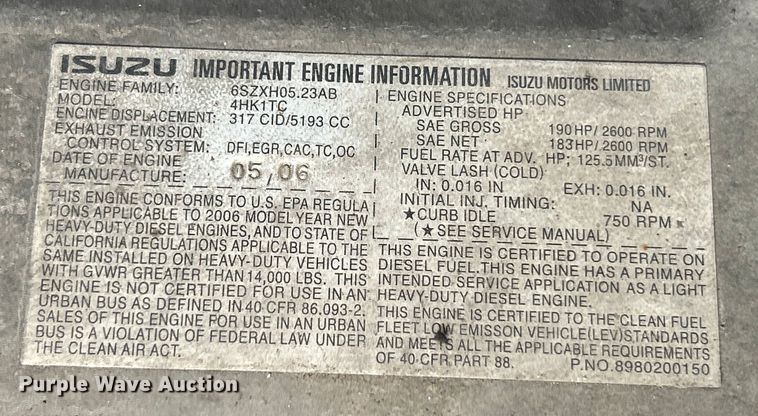 ISUZU IMPORTANT ENGINE INFORMATION ISUZU MOTORS LIMITED
ENGINE FAMILY: 6SZXH05.23AB
MODEL: 4HK1TC
ENGINE DISPLACEMENT: 317 CID/5193 CC
EXHAUST EMISSION
CONTROL SYSTEM: DFI,EGR,CAC,TC,OC
DATE OF ENGINE
MANUFACTURE: 05,06
THIS ENGINE CONFORMS TO U.S. EPA REGULA
TIONS APPLICABLE TO 2006 MODEL YEAR NEW
HEAVY-DUTY DIESEL ENGINES, AND TO STATE OF
CALIFORNIA REGULATIONS APPLICABLE TO THE
SAME INSTALLED ON HEAVY-DUTY VEHICLES
WITH GVWR GREATER THAN 14,000 LBS. THIS
ENGINE IS NOT CERTIFIED FOR USE IN AN
URBAN BUS AS DEFINED IN 40 CFR 86.093-2.
SALES OF THIS ENGINE FOR USE IN AN URBAN
BUS IS A VIOLATION OF FEDERAL LAW UNDER
THE CLEAN AIR ACT.
ENGINE SPECIFICATIONS
ADVERTISED HP
SAE GROSS 190HP/2600 RPM
SAE NET 183HP/2600 RPM
FUEL RATE AT ADV. HP; 125.5MM³/ST.
VALVE LASH (COLD)
IN: 0.016 IN EXH: 0.016 IN.
INITIAL INJ. TIMING: NA
★CURB IDLE 750 RPM
(★SEE SERVICE MANUAL)
THIS ENGINE IS CERTIFIED TO OPERATE ON
DIESEL FUEL.THIS ENGINE HAS A PRIMARY
INTENDED SERVICE APPLICATION AS A LIGHT
HEAVY-DUTY DIESEL ENGINE.
THIS ENGINE IS CERTIFIED TO THE CLEAN FUEL
FLEET LOW EMISSON VEHICLE(LEV)STANDARDS
AND MEETS ALL THE APPLICABLE REQUIREMENTS
OF 40 CFR PART 88. P.NO.8980200150
Purple Wave Auction